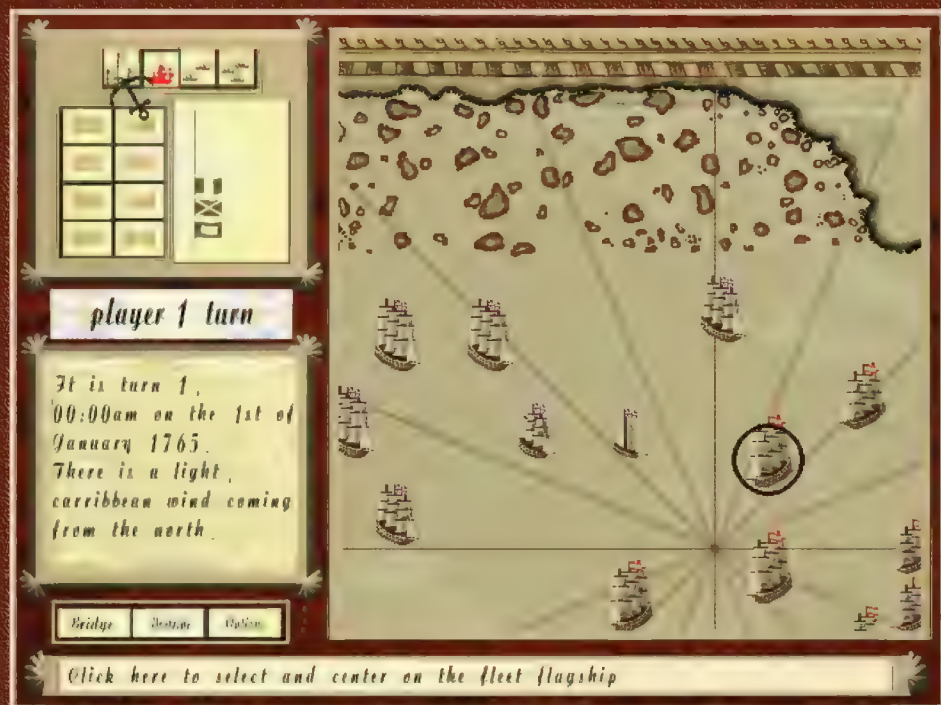 player 1 turn
It is turn 1,
00:00am on the 1st of
January 1765.
There is a light,
carribbean wind coming
from the north.
Bridge
Click here to select and center on the fleet flagship